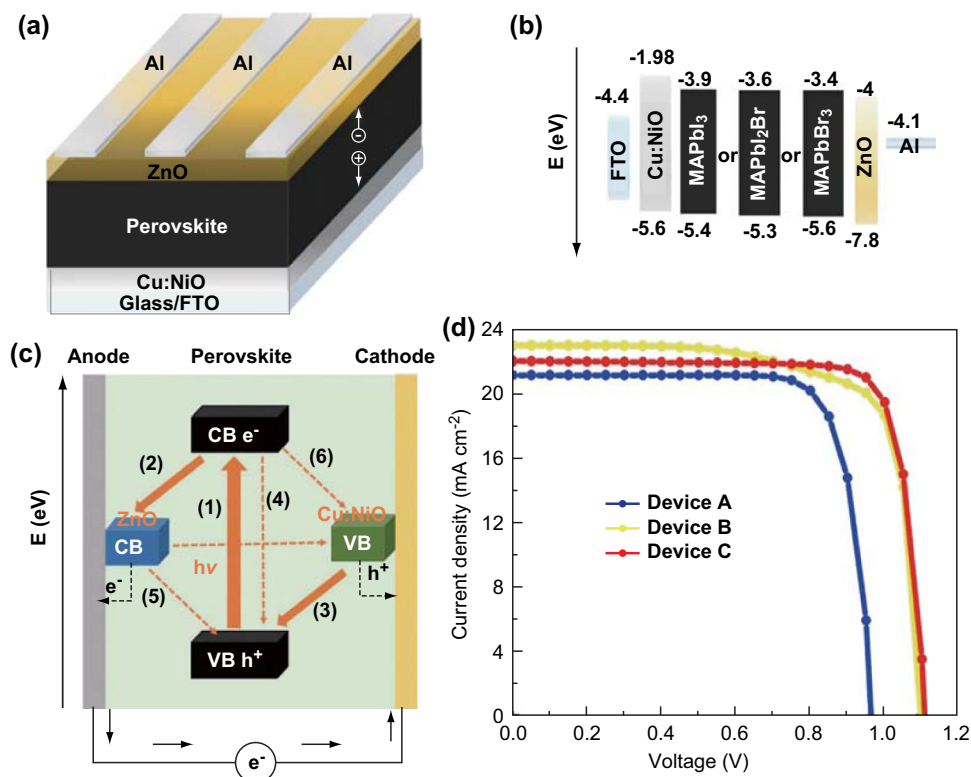 (a)
Al
Al
Al
ZnO
−
+
Perovskite
Cu:NiO
Glass/FTO
(b)
E (eV)
-4.4
-1.98
-3.9
-3.6
-3.4
-4
-4.1
FTO
Cu:NiO
MAPbI₃
or
MAPbI₂Br
or
MAPbBr₃
ZnO
Al
-5.6
-5.4
-5.3
-5.6
-7.8
(c)
Anode
Perovskite
Cathode
E (eV)
CB e⁻
(2)
(6)
(1)
(4)
ZnO
Cu:NiO
CB
VB
hν
e⁻
h⁺
(5)
(3)
VB h⁺
e⁻
(d)
24
20
16
12
8
4
0
Current density (mA cm⁻²)
Device A
Device B
Device C
0.0
0.2
0.4
0.6
0.8
1.0
1.2
Voltage (V)